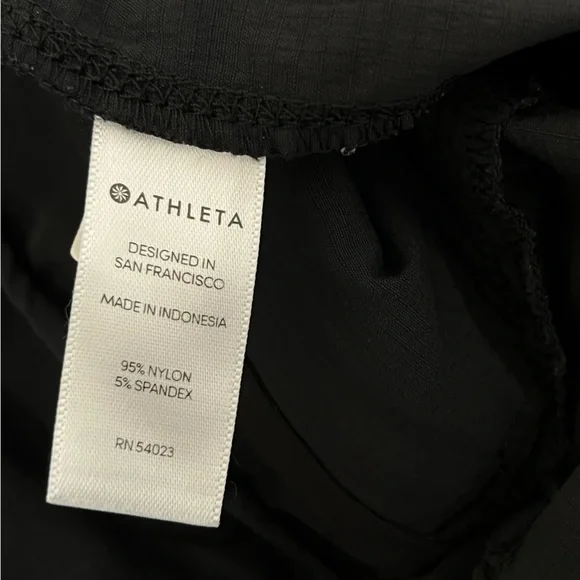 ATHLETA
DESIGNED IN
SAN FRANCISCO
MADE IN INDONESIA
95% NYLON
5% SPANDEX
RN 54023